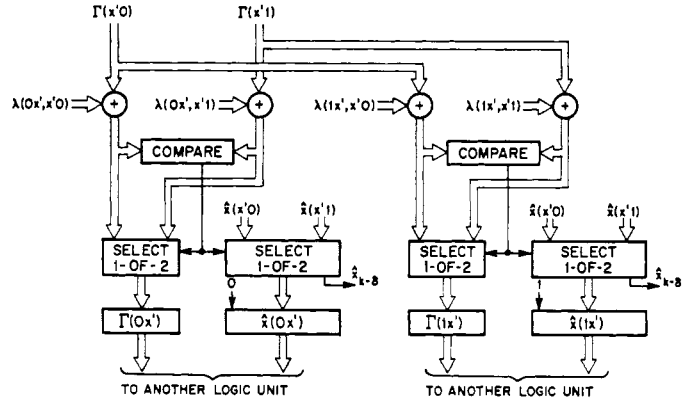 Γ(x'0) Γ(x'1)
λ(0x',x'0) + λ(0x',x'1) + λ(1x',x'0) + λ(1x',x'1) +
COMPARE COMPARE
x̂(x'0) x̂(x'1) x̂(x'0) x̂(x'1)
SELECT SELECT SELECT SELECT
1-OF-2 1-OF-2 1-OF-2 1-OF-2
0 x̂k-δ 1 x̂k-δ
Γ(0x') x̂(0x') Γ(1x') x̂(1x')
TO ANOTHER LOGIC UNIT TO ANOTHER LOGIC UNIT